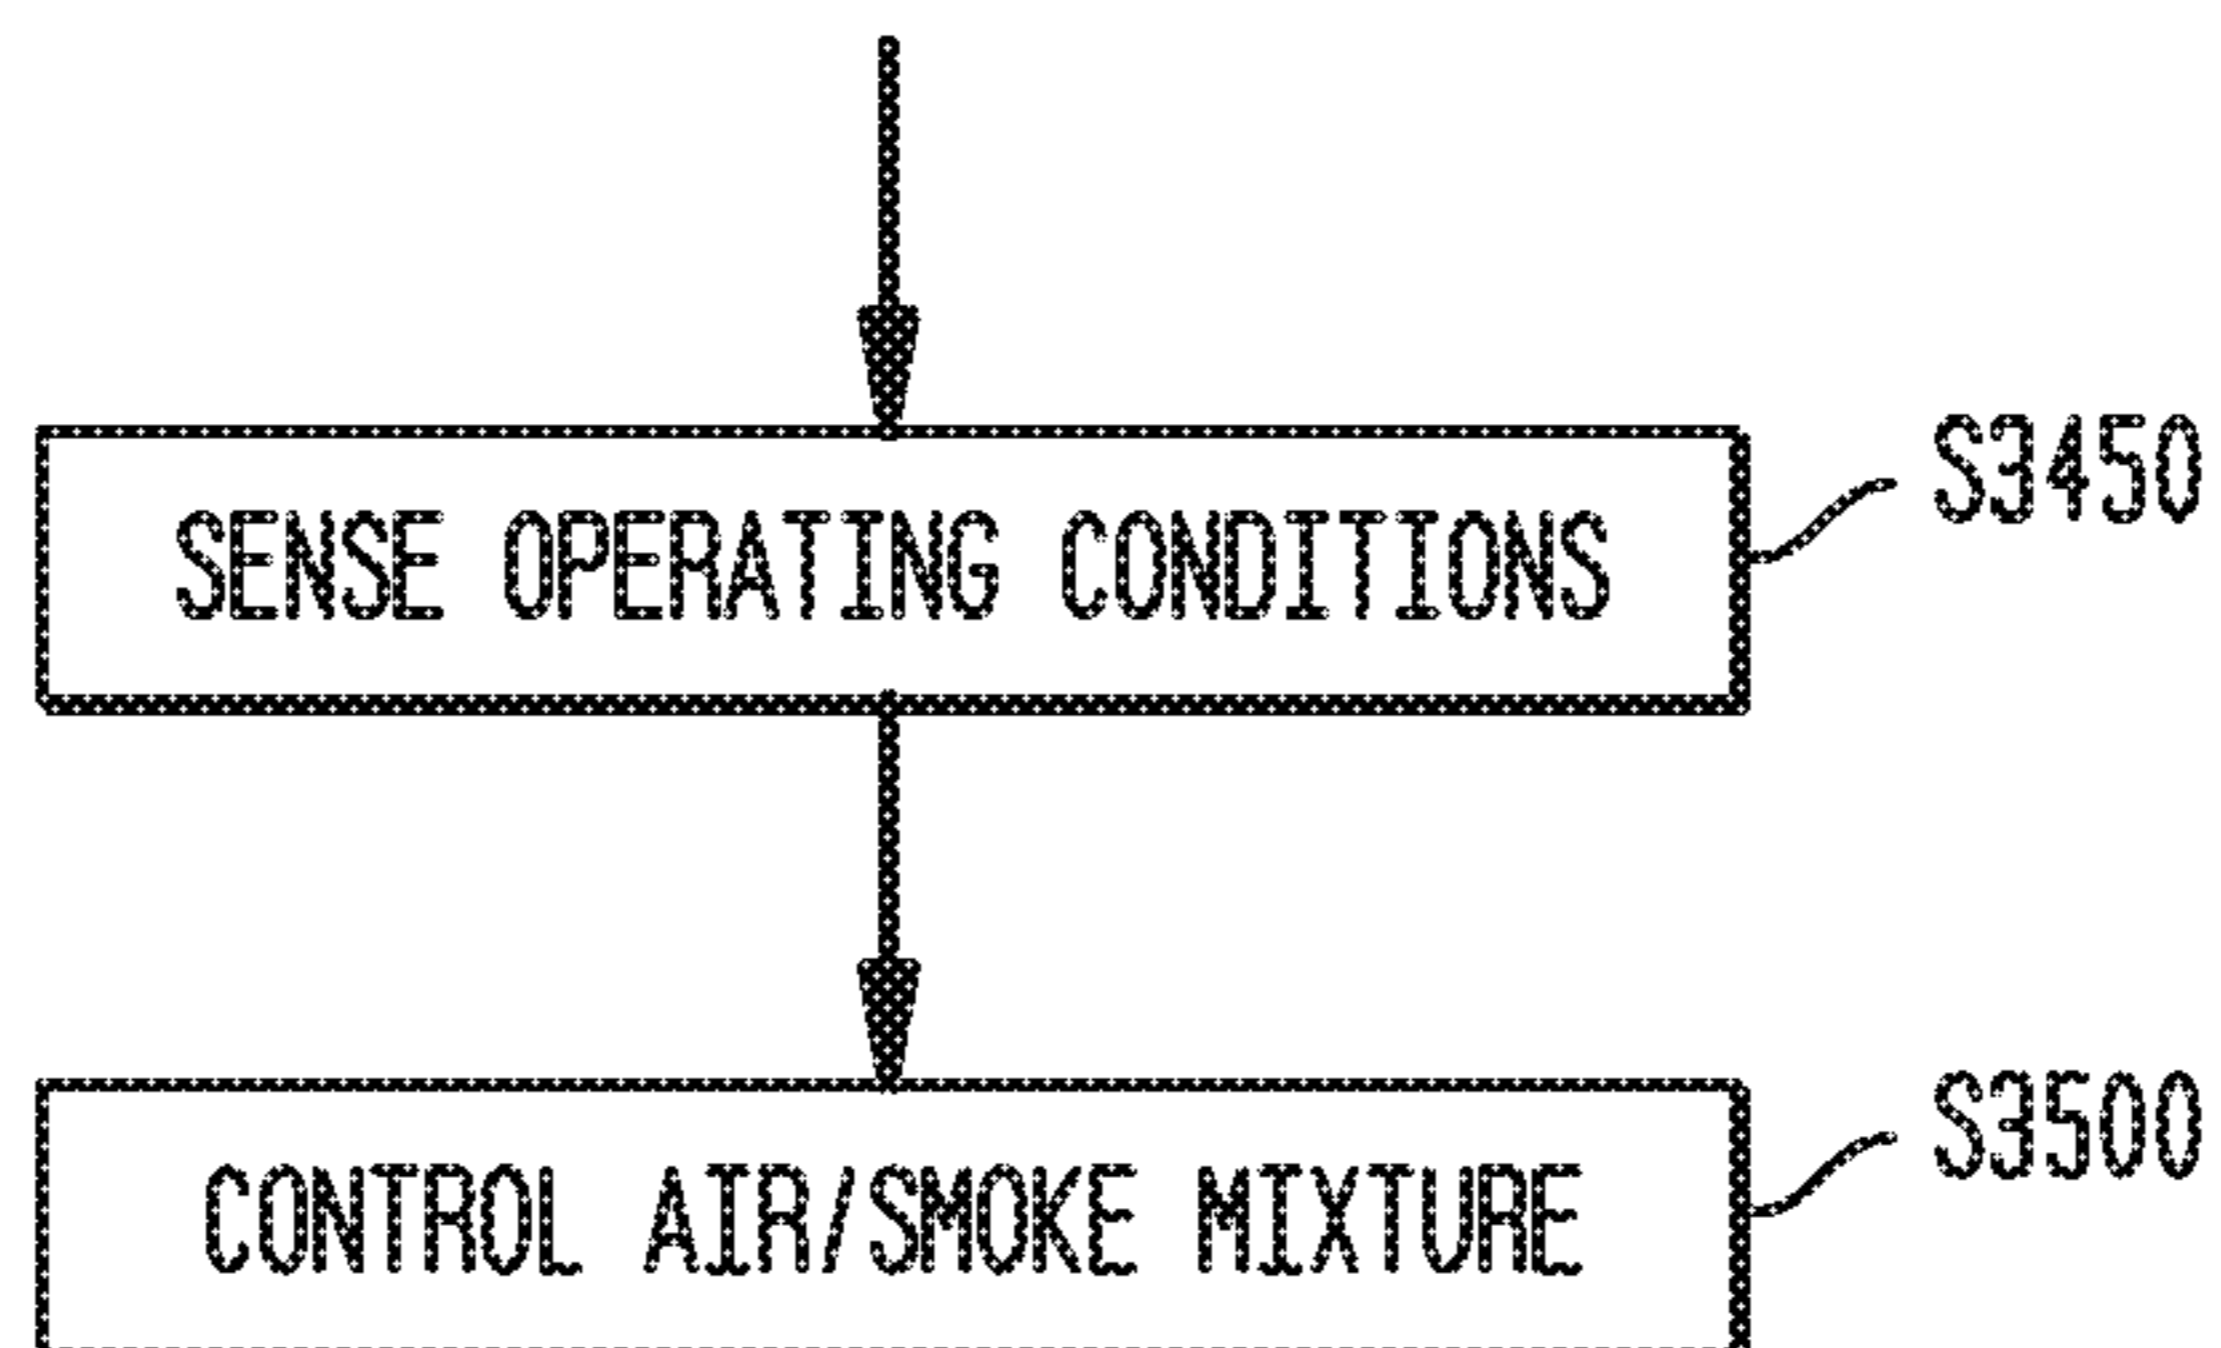 S3450
SENSE OPERATING CONDITIONS
S3500
CONTROL AIR/SMOKE MIXTURE